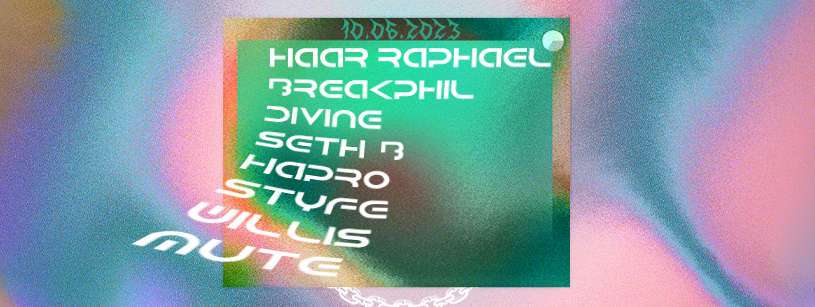 10.06.2023
HAAR RAPHAEL
BREAKPHIL
DIVINE
SETH B
HAPRO
STYFE
WILLIS
MUTE